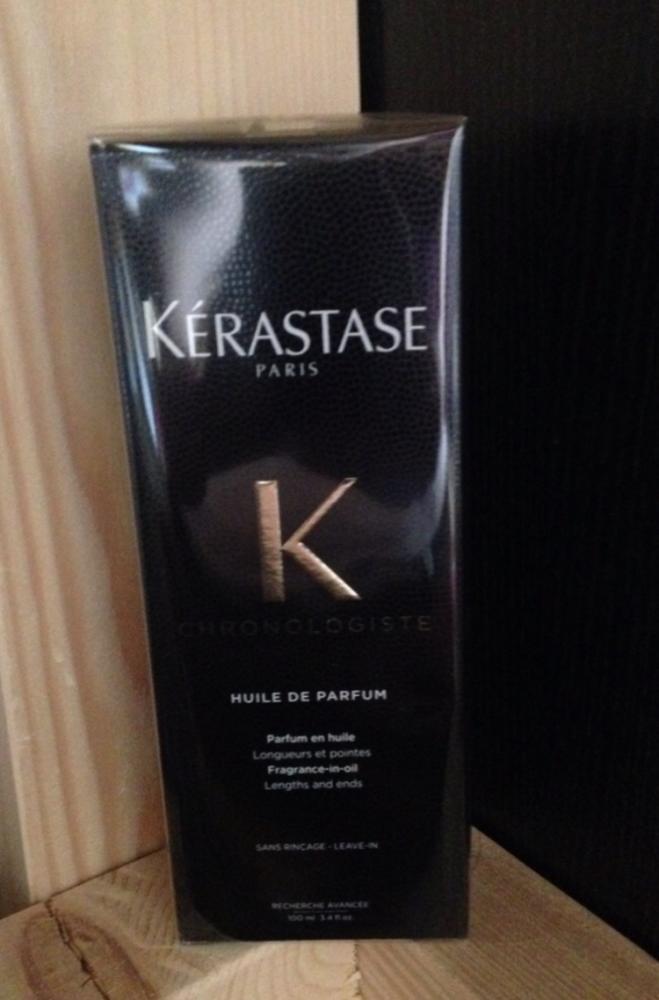 KÉRASTASE
PARIS
K
CHRONOLOGISTE
HUILE DE PARFUM
Parfum en huile
Longueurs et pointes
Fragrance-in-oil
Lengths and ends
SANS RINCAGE - LEAVE-IN
RECHERCHE AVANCÉE
100 ml 3.4 fl oz.